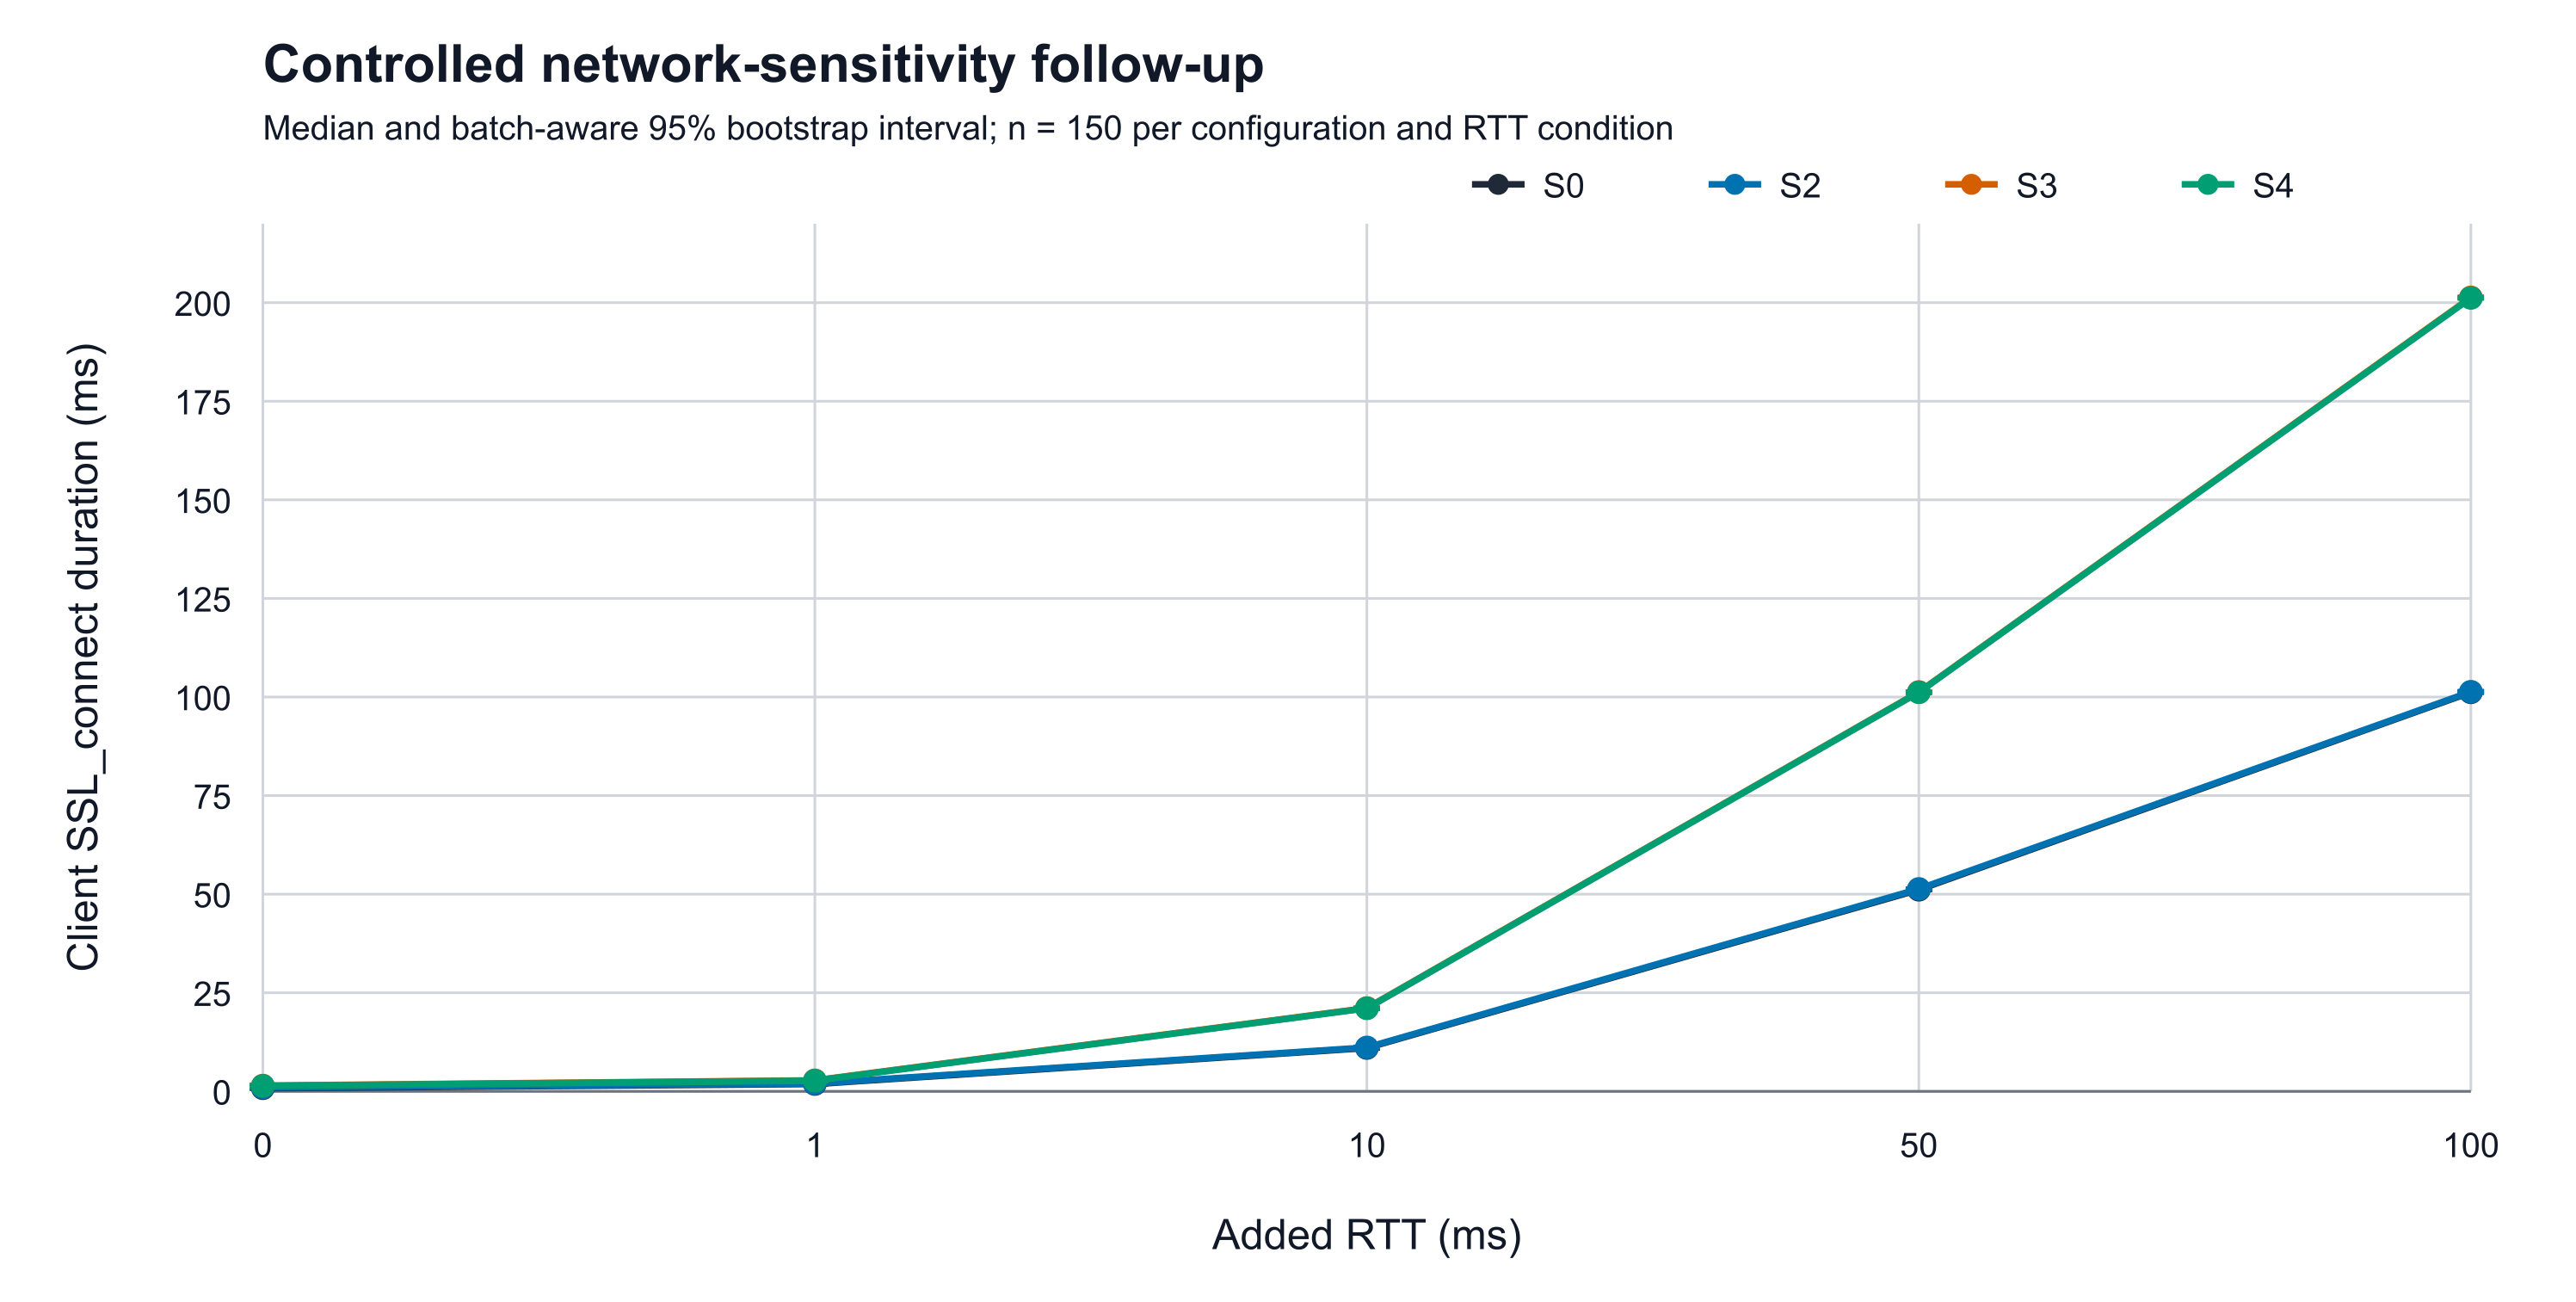 Controlled network-sensitivity follow-up
Median and batch-aware 95% bootstrap interval; n = 150 per configuration and RTT condition
S0 S2 S3 S4
Client SSL_connect duration (ms)
200
175
150
125
100
75
50
25
0
0 1 10 50 100
Added RTT (ms)